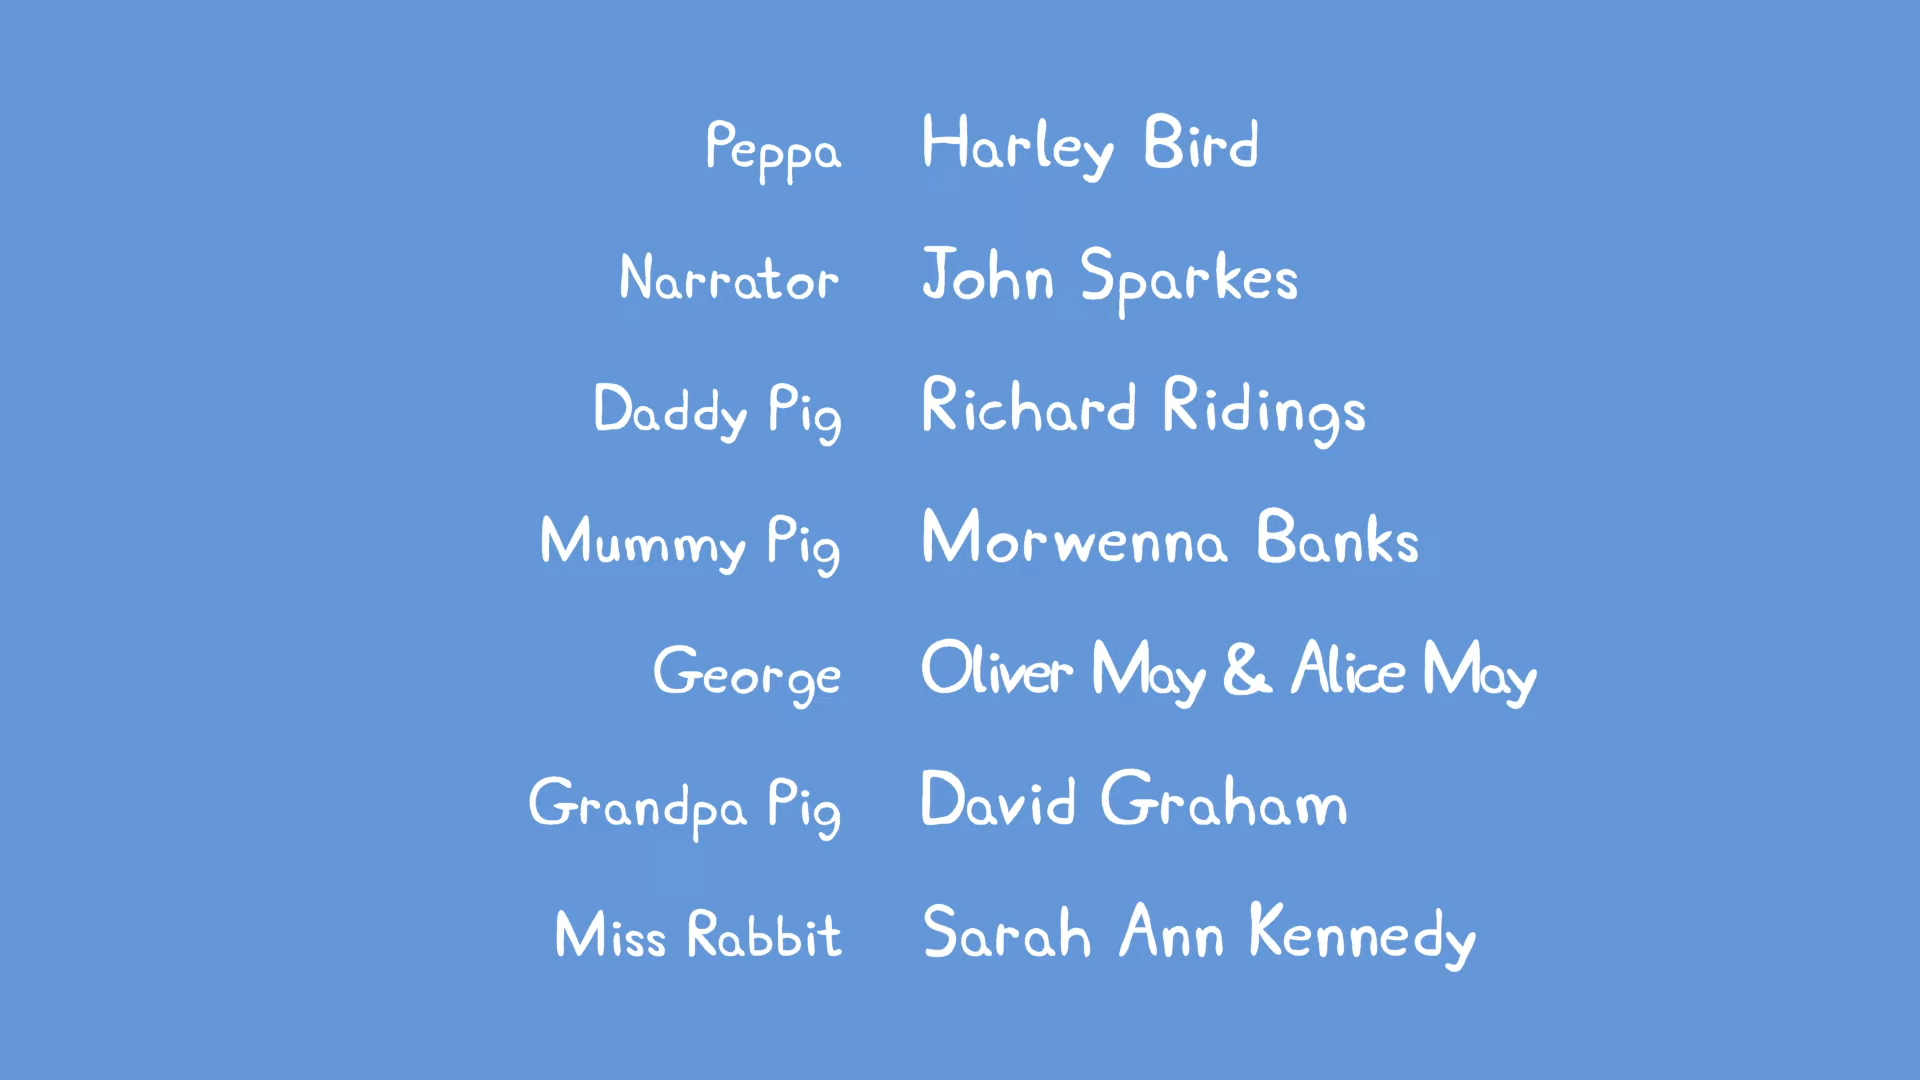 Peppa Harley Bird
Narrator John Sparkes
Daddy Pig Richard Ridings
Mummy Pig Morwenna Banks
George Oliver May & Alice May
Grandpa Pig David Graham
Miss Rabbit Sarah Ann Kennedy